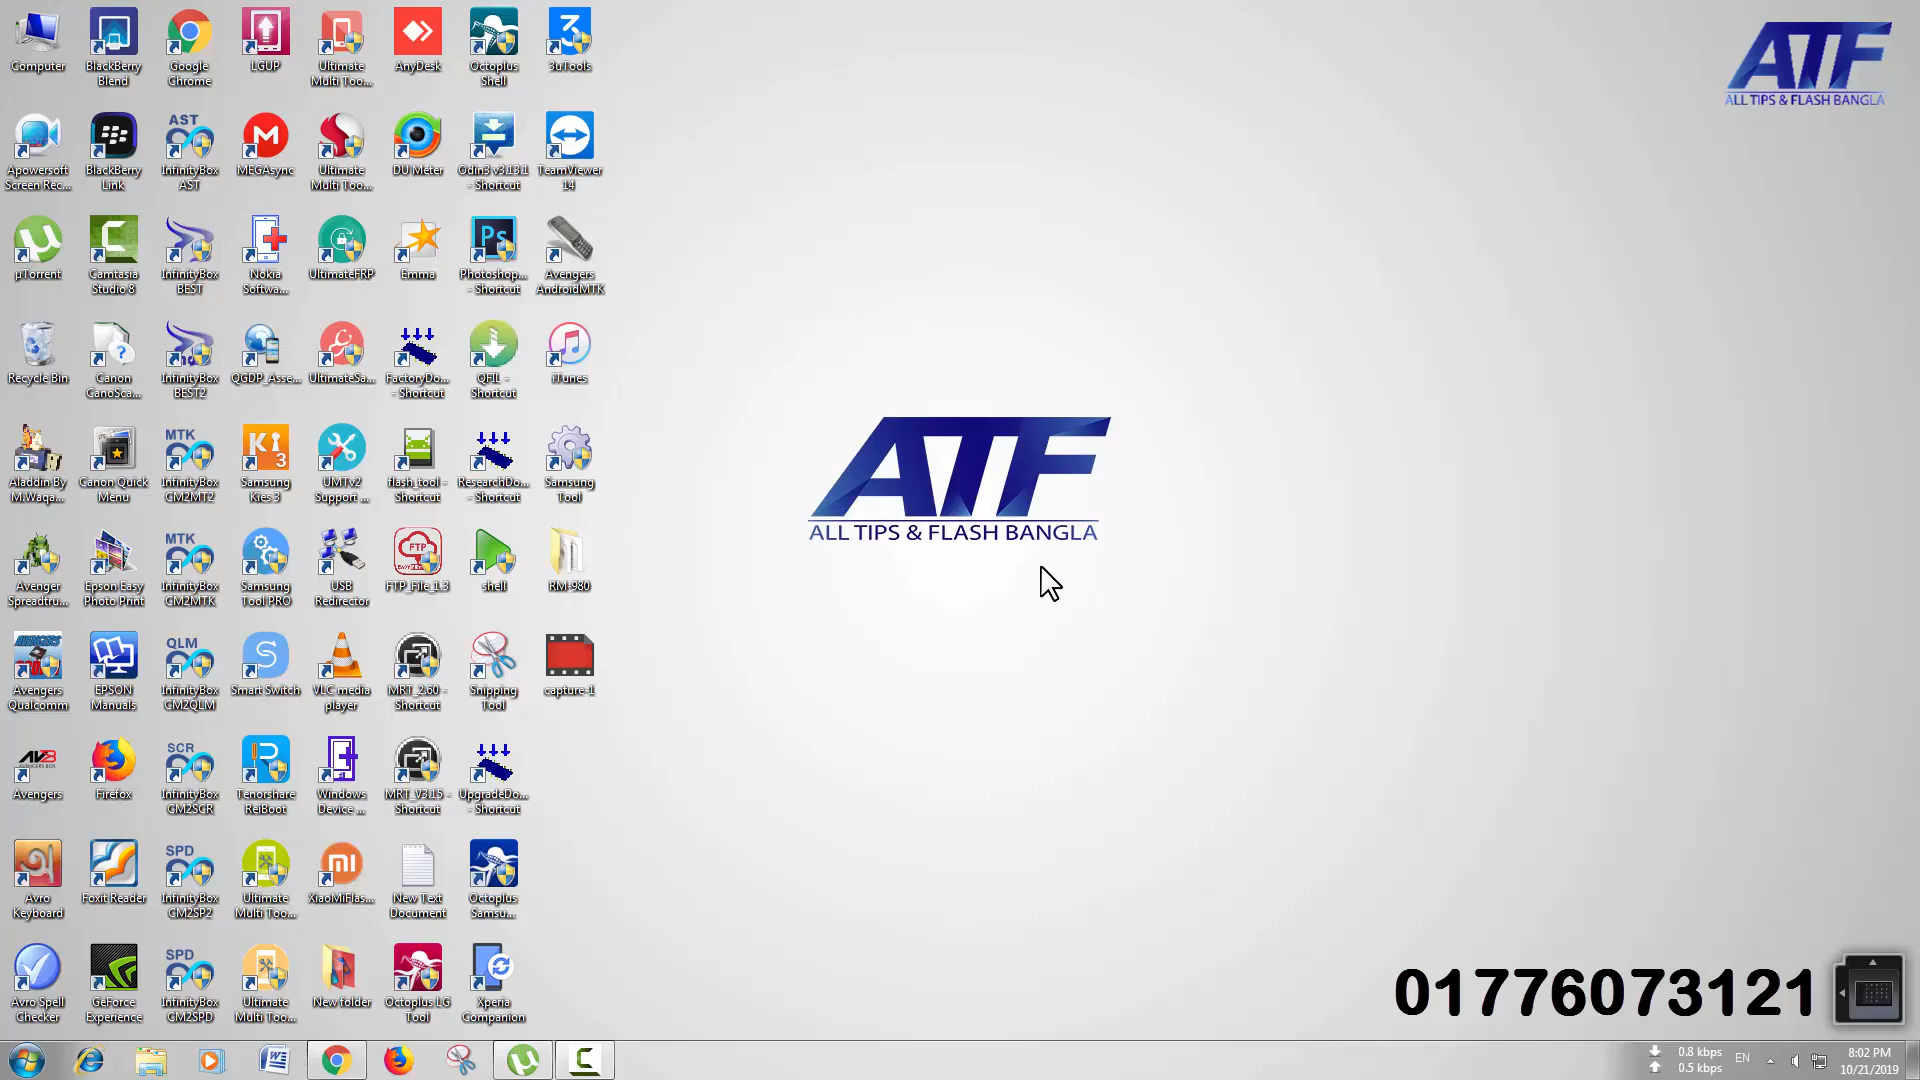 Computer
BlackBerry
Blend
Google
Chrome
LGUP
Ultimate
Multi Too...
AnyDesk
Octoplus
Shell
3uTools
ATF
ALL TIPS & FLASH BANGLA
Apowersoft
Screen Rec...
BlackBerry
Link
AST
InfinityBox
AST
MEGAsync
Ultimate
Multi Too...
DU Meter
Odin3 v3.13.1
- Shortcut
TeamViewer
14
µTorrent
Camtasia
Studio 8
InfinityBox
BEST
Nokia
Softwa...
UltimateFRP
Emma
Ps
Photoshop...
- Shortcut
Avengers
AndroidMTK
Recycle Bin
Canon
CanoSca...
InfinityBox
BEST2
QGDP_Asse...
UltimateSa...
FactoryDo...
- Shortcut
QFIL -
Shortcut
iTunes
ATF
ALL TIPS & FLASH BANGLA
Aladdin By
M.Waqa...
Canon Quick
Menu
MTK
InfinityBox
CM2MT2
Ki
3
Samsung
Kies 3
UMTv2
Support ...
flash_tool -
Shortcut
ResearchDo...
- Shortcut
Samsung
Tool
Avenger
Spreadtru...
Epson Easy
Photo Print
MTK
InfinityBox
CM2MTK
Samsung
Tool PRO
USB
Redirector
FTP
FTP_File_1.3
shell
RM-980
Avengers
Qualcomm
EPSON
Manuals
QLM
InfinityBox
CM2QLM
Smart Switch
VLC media
player
MRT_2.60 -
Shortcut
Snipping
Tool
capture-1
AVB
Avengers
Firefox
SCR
InfinityBox
CM2SCR
Tenorshare
ReiBoot
Windows
Device ...
MRT_V3.15 -
Shortcut
UpgradeDo...
- Shortcut
অ
Avro
Keyboard
Foxit Reader
SPD
InfinityBox
CM2SP2
Ultimate
Multi Too...
XiaoMiFlas...
New Text
Document
Octoplus
Samsu...
Avro Spell
Checker
GeForce
Experience
SPD
InfinityBox
CM2SPD
Ultimate
Multi Too...
New folder
Octoplus LG
Tool
Xperia
Companion
01776073121
0.8 kbps
0.5 kbps
EN
8:02 PM
10/21/2019